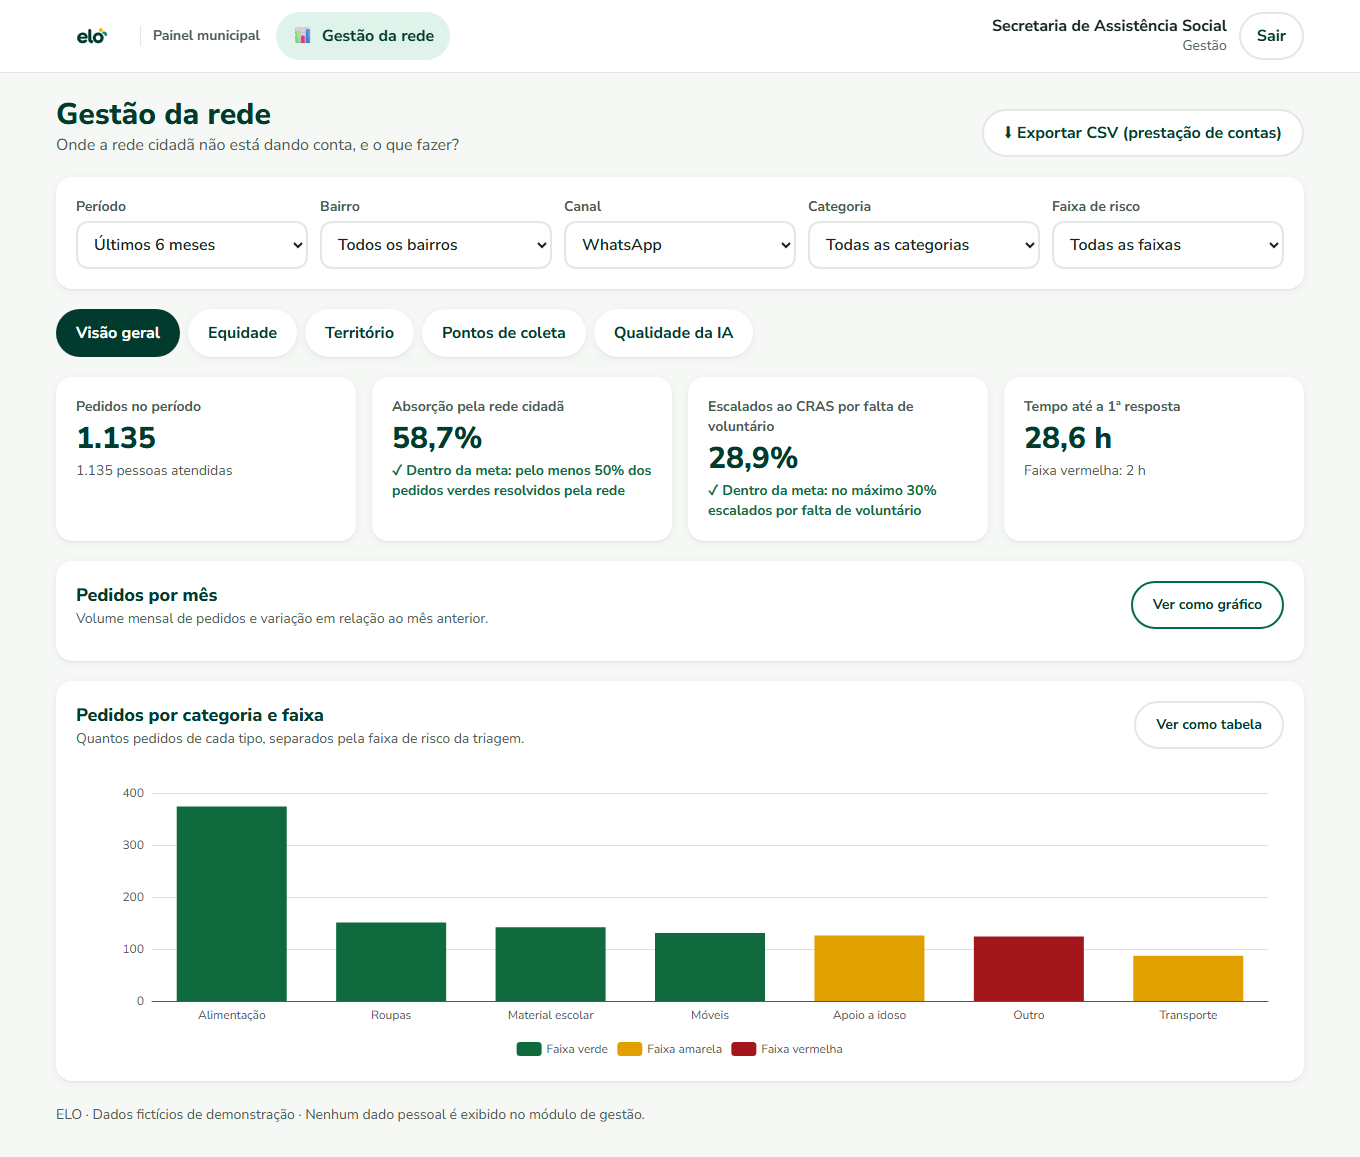 elo
Painel municipal
Gestão da rede
Secretaria de Assistência Social
Gestão
Sair
Gestão da rede
Onde a rede cidadã não está dando conta, e o que fazer?
⬇ Exportar CSV (prestação de contas)
Período
Bairro
Canal
Categoria
Faixa de risco
Últimos 6 meses
Todos os bairros
WhatsApp
Todas as categorias
Todas as faixas
Visão geral
Equidade
Território
Pontos de coleta
Qualidade da IA
Pedidos no período
1.135
1.135 pessoas atendidas
Absorção pela rede cidadã
58,7%
✓ Dentro da meta: pelo menos 50% dos
pedidos verdes resolvidos pela rede
Escalados ao CRAS por falta de
voluntário
28,9%
✓ Dentro da meta: no máximo 30%
escalados por falta de voluntário
Tempo até a 1ª resposta
28,6 h
Faixa vermelha: 2 h
Pedidos por mês
Volume mensal de pedidos e variação em relação ao mês anterior.
Ver como gráfico
Pedidos por categoria e faixa
Quantos pedidos de cada tipo, separados pela faixa de risco da triagem.
Ver como tabela
400
300
200
100
0
Alimentação
Roupas
Material escolar
Móveis
Apoio a idoso
Outro
Transporte
Faixa verde
Faixa amarela
Faixa vermelha
ELO · Dados fictícios de demonstração · Nenhum dado pessoal é exibido no módulo de gestão.